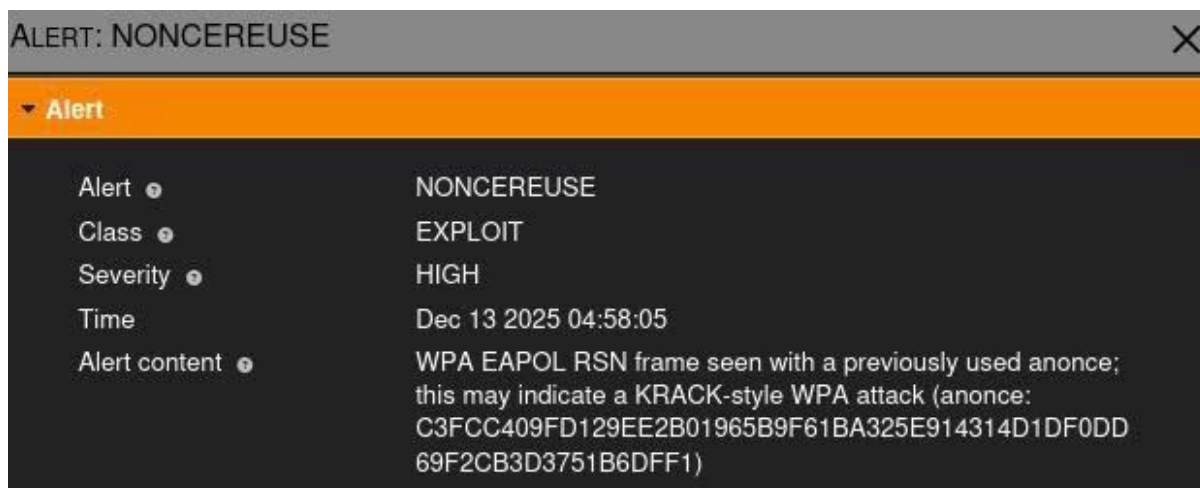 ALERT: NONCEREUSE
Alert
Alert NONCEREUSE
Class EXPLOIT
Severity HIGH
Time Dec 13 2025 04:58:05
Alert content WPA EAPOL RSN frame seen with a previously used anonce;
this may indicate a KRACK-style WPA attack (anonce:
C3FCC409FD129EE2B01965B9F61BA325E914314D1DF0DD
69F2CB3D3751B6DFF1)